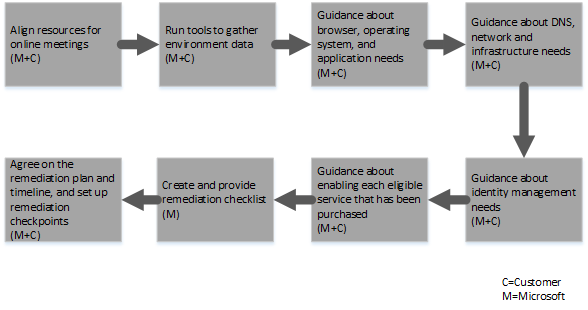 Align resources for
online meetings
(M+C)
Run tools to gather
environment data
(M+C)
Guidance about
browser, operating
system, and
application needs
(M+C)
Guidance about DNS,
network and
infrastructure needs
(M+C)
Guidance about
identity management
needs
(M+C)
Guidance about
enabling each eligible
service that has been
purchased
(M+C)
Create and provide
remediation checklist
(M)
Agree on the
remediation plan and
timeline, and set up
remediation
checkpoints
(M+C)
C=Customer
M=Microsoft